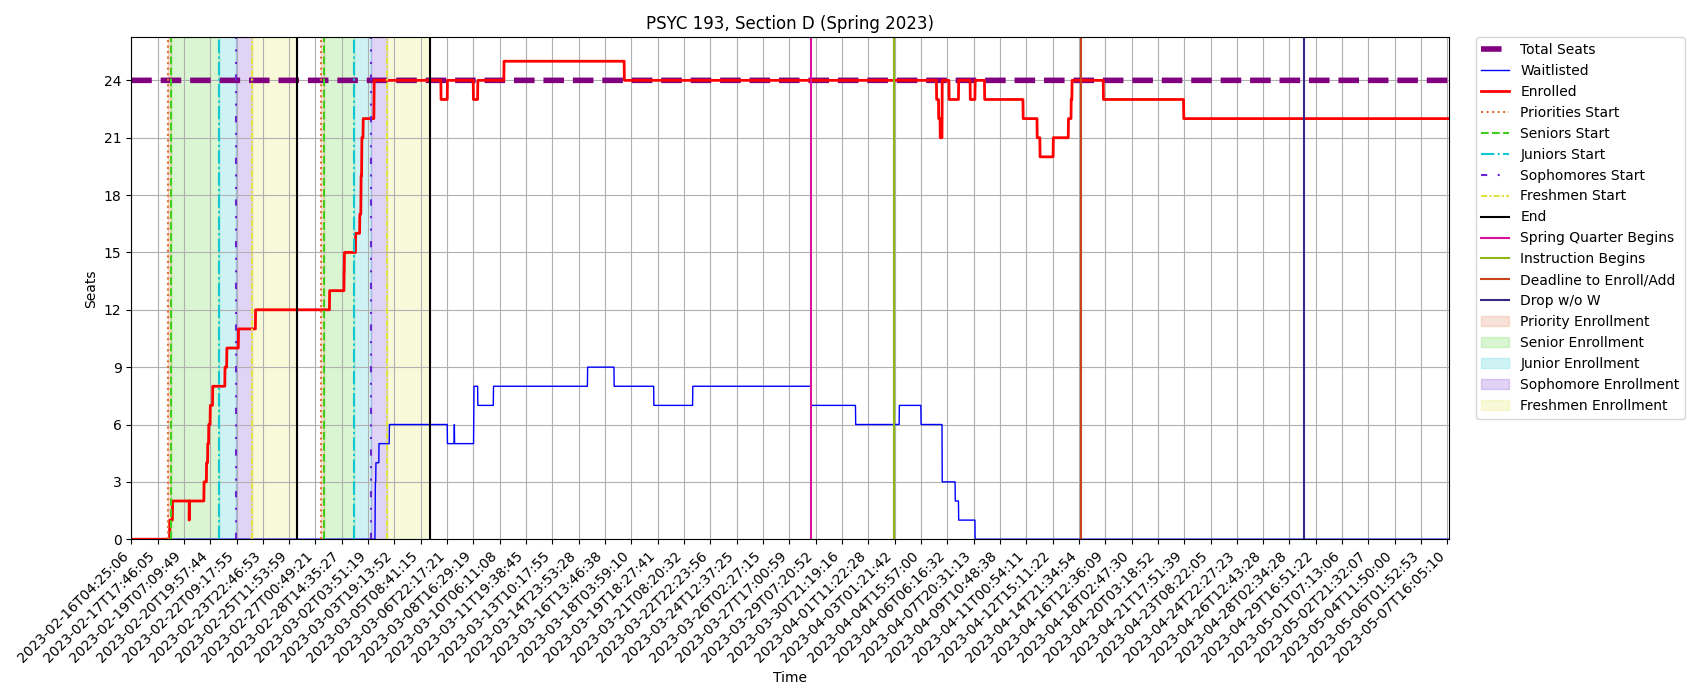 PSYC 193, Section D (Spring 2023)
Seats
24
21
18
15
12
9
6
3
0
2023-02-16T04:25:06
2023-02-17T17:46:05
2023-02-19T07:09:49
2023-02-20T19:57:44
2023-02-22T09:17:55
2023-02-23T22:46:53
2023-02-25T11:53:59
2023-02-27T00:49:21
2023-02-28T14:35:27
2023-03-02T03:51:19
2023-03-03T19:13:52
2023-03-05T08:41:15
2023-03-06T22:17:21
2023-03-08T16:29:19
2023-03-10T06:11:08
2023-03-11T19:38:45
2023-03-13T10:17:55
2023-03-14T23:53:28
2023-03-16T13:46:38
2023-03-18T03:59:10
2023-03-19T18:27:41
2023-03-21T08:20:32
2023-03-22T22:23:56
2023-03-24T12:37:25
2023-03-26T02:27:15
2023-03-27T17:00:59
2023-03-29T07:20:52
2023-03-30T21:19:16
2023-04-01T11:22:28
2023-04-03T01:21:42
2023-04-04T15:57:00
2023-04-06T06:16:32
2023-04-07T20:31:13
2023-04-09T10:48:38
2023-04-11T00:54:11
2023-04-12T15:11:22
2023-04-14T21:34:54
2023-04-16T12:36:09
2023-04-18T02:47:30
2023-04-20T03:18:52
2023-04-21T17:51:39
2023-04-23T08:22:05
2023-04-24T22:27:23
2023-04-26T12:43:28
2023-04-28T02:34:28
2023-04-29T16:51:22
2023-05-01T07:13:06
2023-05-02T21:32:07
2023-05-04T11:50:00
2023-05-06T01:52:53
2023-05-07T16:05:10
Time
Total Seats
Waitlisted
Enrolled
Priorities Start
Seniors Start
Juniors Start
Sophomores Start
Freshmen Start
End
Spring Quarter Begins
Instruction Begins
Deadline to Enroll/Add
Drop w/o W
Priority Enrollment
Senior Enrollment
Junior Enrollment
Sophomore Enrollment
Freshmen Enrollment